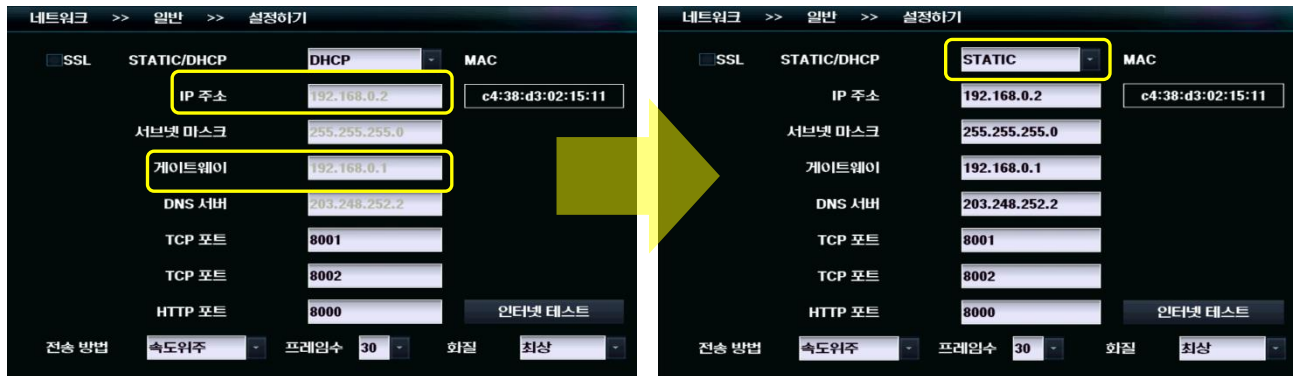 네트워크 >> 일반 >> 설정하기
SSL STATIC/DHCP DHCP MAC
IP 주소 192.168.0.2 c4:38:d3:02:15:11
서브넷 마스크 255.255.255.0
게이트웨이 192.168.0.1
DNS 서버 203.248.252.2
TCP 포트 8001
TCP 포트 8002
HTTP 포트 8000 인터넷 테스트
전송 방법 속도위주 프레임수 30 화질 최상
네트워크 >> 일반 >> 설정하기
SSL STATIC/DHCP STATIC MAC
IP 주소 192.168.0.2 c4:38:d3:02:15:11
서브넷 마스크 255.255.255.0
게이트웨이 192.168.0.1
DNS 서버 203.248.252.2
TCP 포트 8001
TCP 포트 8002
HTTP 포트 8000 인터넷 테스트
전송 방법 속도위주 프레임수 30 화질 최상